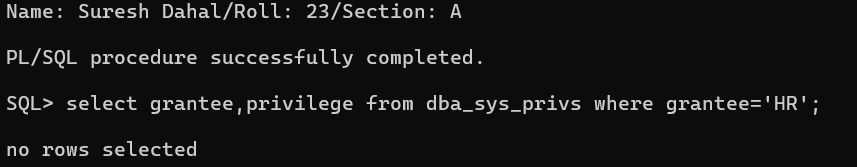 Name: Suresh Dahal/Roll: 23/Section: A
PL/SQL procedure successfully completed.
SQL> select grantee,privilege from dba_sys_privs where grantee='HR';
no rows selected